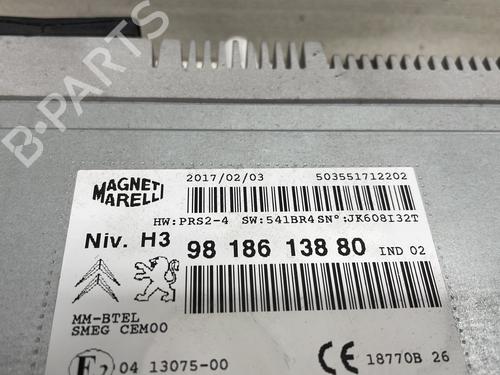 B-PARTS
2017/02/03 503551712202
MAGNETI MARELLI
HW:PRS2-4 SW:541BR4 SN°:JK608I32T
Niv. H3 98 186 138 80 IND 02
MM-BTEL
SMEG CEM00
E2 04 13075-00 CE 18770B 26